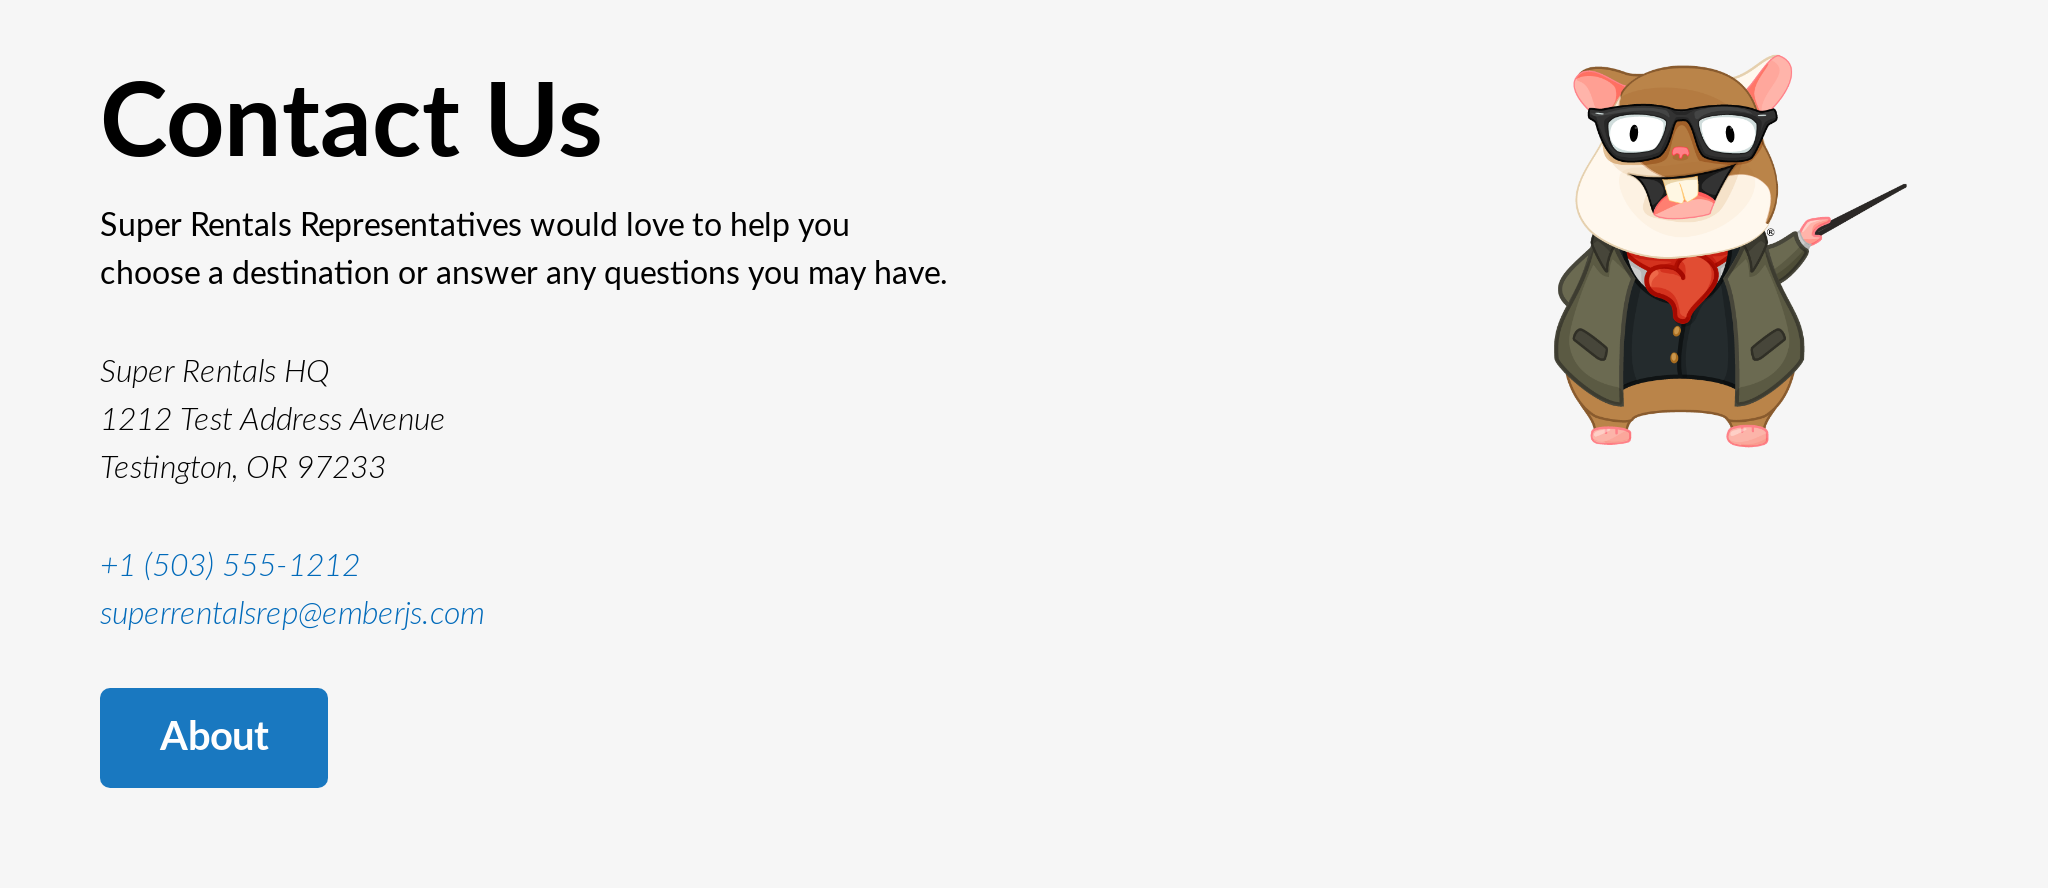 Contact Us
Super Rentals Representatives would love to help you
choose a destination or answer any questions you may have.
Super Rentals HQ
1212 Test Address Avenue
Testington, OR 97233
+1 (503) 555-1212
superrentalsrep@emberjs.com
About
®